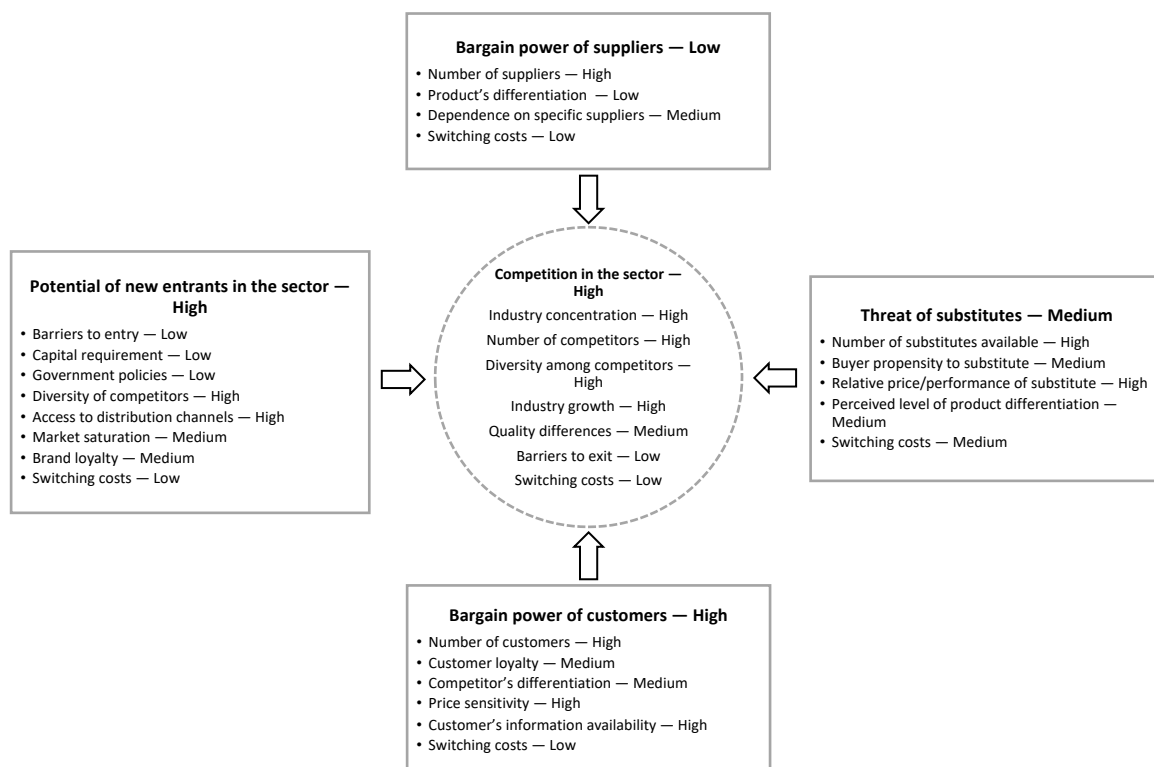 Bargain power of suppliers — Low
• Number of suppliers — High
• Product’s differentiation — Low
• Dependence on specific suppliers — Medium
• Switching costs — Low
Potential of new entrants in the sector —
High
• Barriers to entry — Low
• Capital requirement — Low
• Government policies — Low
• Diversity of competitors — High
• Access to distribution channels — High
• Market saturation — Medium
• Brand loyalty — Medium
• Switching costs — Low
Competition in the sector —
High
Industry concentration — High
Number of competitors — High
Diversity among competitors —
High
Industry growth — High
Quality differences — Medium
Barriers to exit — Low
Switching costs — Low
Threat of substitutes — Medium
• Number of substitutes available — High
• Buyer propensity to substitute — Medium
• Relative price/performance of substitute — High
• Perceived level of product differentiation —
Medium
• Switching costs — Medium
Bargain power of customers — High
• Number of customers — High
• Customer loyalty — Medium
• Competitor’s differentiation — Medium
• Price sensitivity — High
• Customer’s information availability — High
• Switching costs — Low